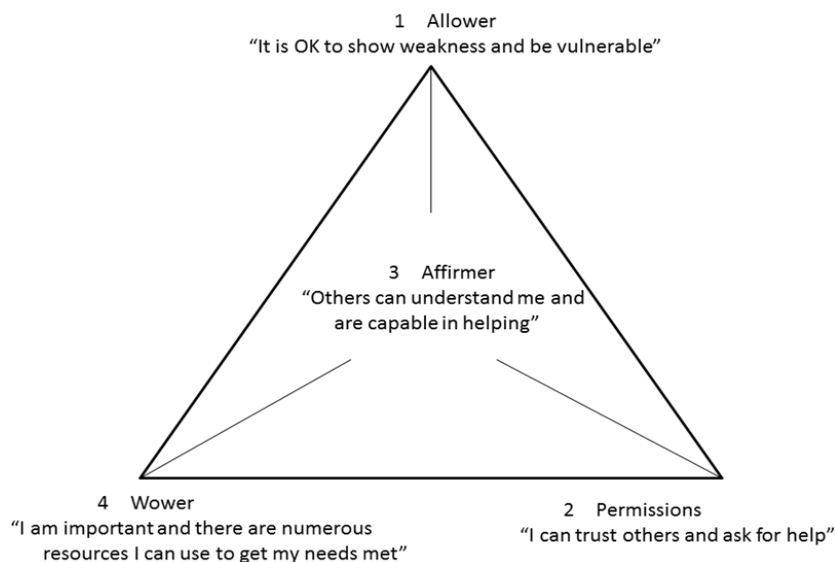 1 Allower
“It is OK to show weakness and be vulnerable”
3 Affirmer
“Others can understand me and
are capable in helping”
4 Wower
“I am important and there are numerous
resources I can use to get my needs met”
2 Permissions
“I can trust others and ask for help”